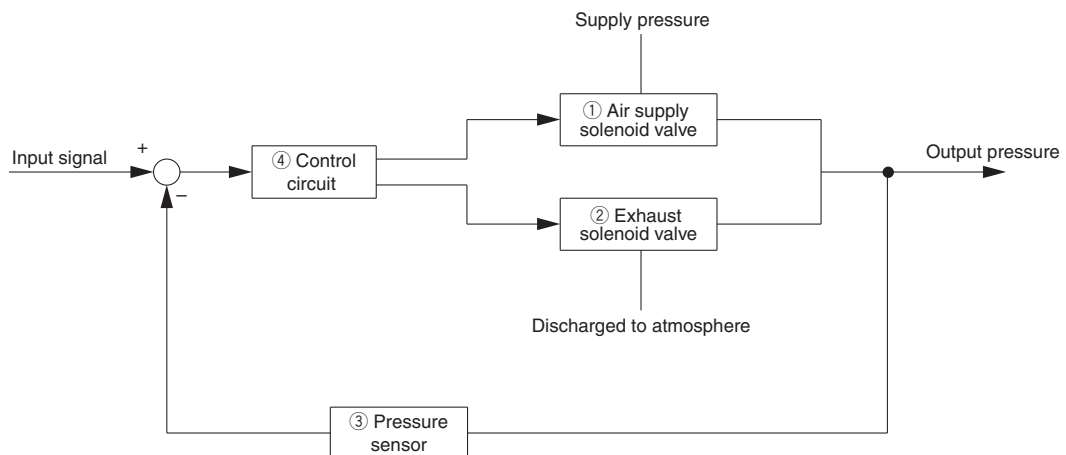 Supply pressure
① Air supply
solenoid valve
Input signal
+
−
④ Control
circuit
Output pressure
② Exhaust
solenoid valve
Discharged to atmosphere
③ Pressure
sensor